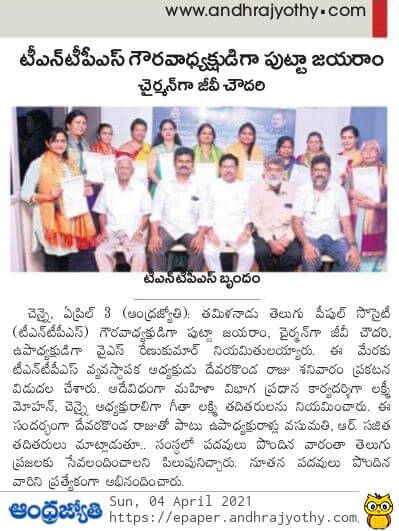 www.andhrajyothy.com
టీఎన్‌టీపీఎస్ గౌరవాధ్యక్షుడిగా పుట్టా జయరాం
చైర్మన్‌గా జీవీ చౌదరి
టిఎన్‌టిపీఎస్ బృందం
చెన్నై, ఏప్రిల్ 3 (ఆంధ్రజ్యోతి): తమిళనాడు తెలుగు పీపుల్ సొసైటీ
(టీఎన్‌టీపీఎస్) గౌరవాధ్యక్షుడిగా పుట్టా జయరాం, చైర్మన్‌గా జీవీ చౌదరి,
ఉపాధ్యక్షుడిగా వైఎస్ రేణుకుమార్ నియమితులయ్యారు. ఈ మేరకు
టీఎన్‌టీపీఎస్ వ్యవస్థాపక అధ్యక్షుడు దేవరకొండ రాజు శనివారం ప్రకటన
విడుదల చేశారు. అదేవిధంగా మహిళా విభాగ ప్రధాన కార్యదర్శిగా లక్ష్మీ
మోహన్, చెన్నై అధ్యక్షురాలిగా గీతా లక్ష్మి తదితరులను నియమించారు. ఈ
సందర్భంగా దేవరకొండ రాజుతో పాటు ఉపాధ్యక్షురాళ్లు వసుమతి, ఆర్. సజిత
తదితరులు మాట్లాడుతూ.. సంస్థలో పదవులు పొందిన వారంతా తెలుగు
ప్రజలకు సేవలందించాలని పిలుపునిచ్చారు. నూతన పదవులు పొందిన
వారిని ప్రత్యేకంగా అభినందించారు.
ఆంధ్రజ్యోతి
Sun, 04 April 2021
https://epaper.andhrajyothy.com